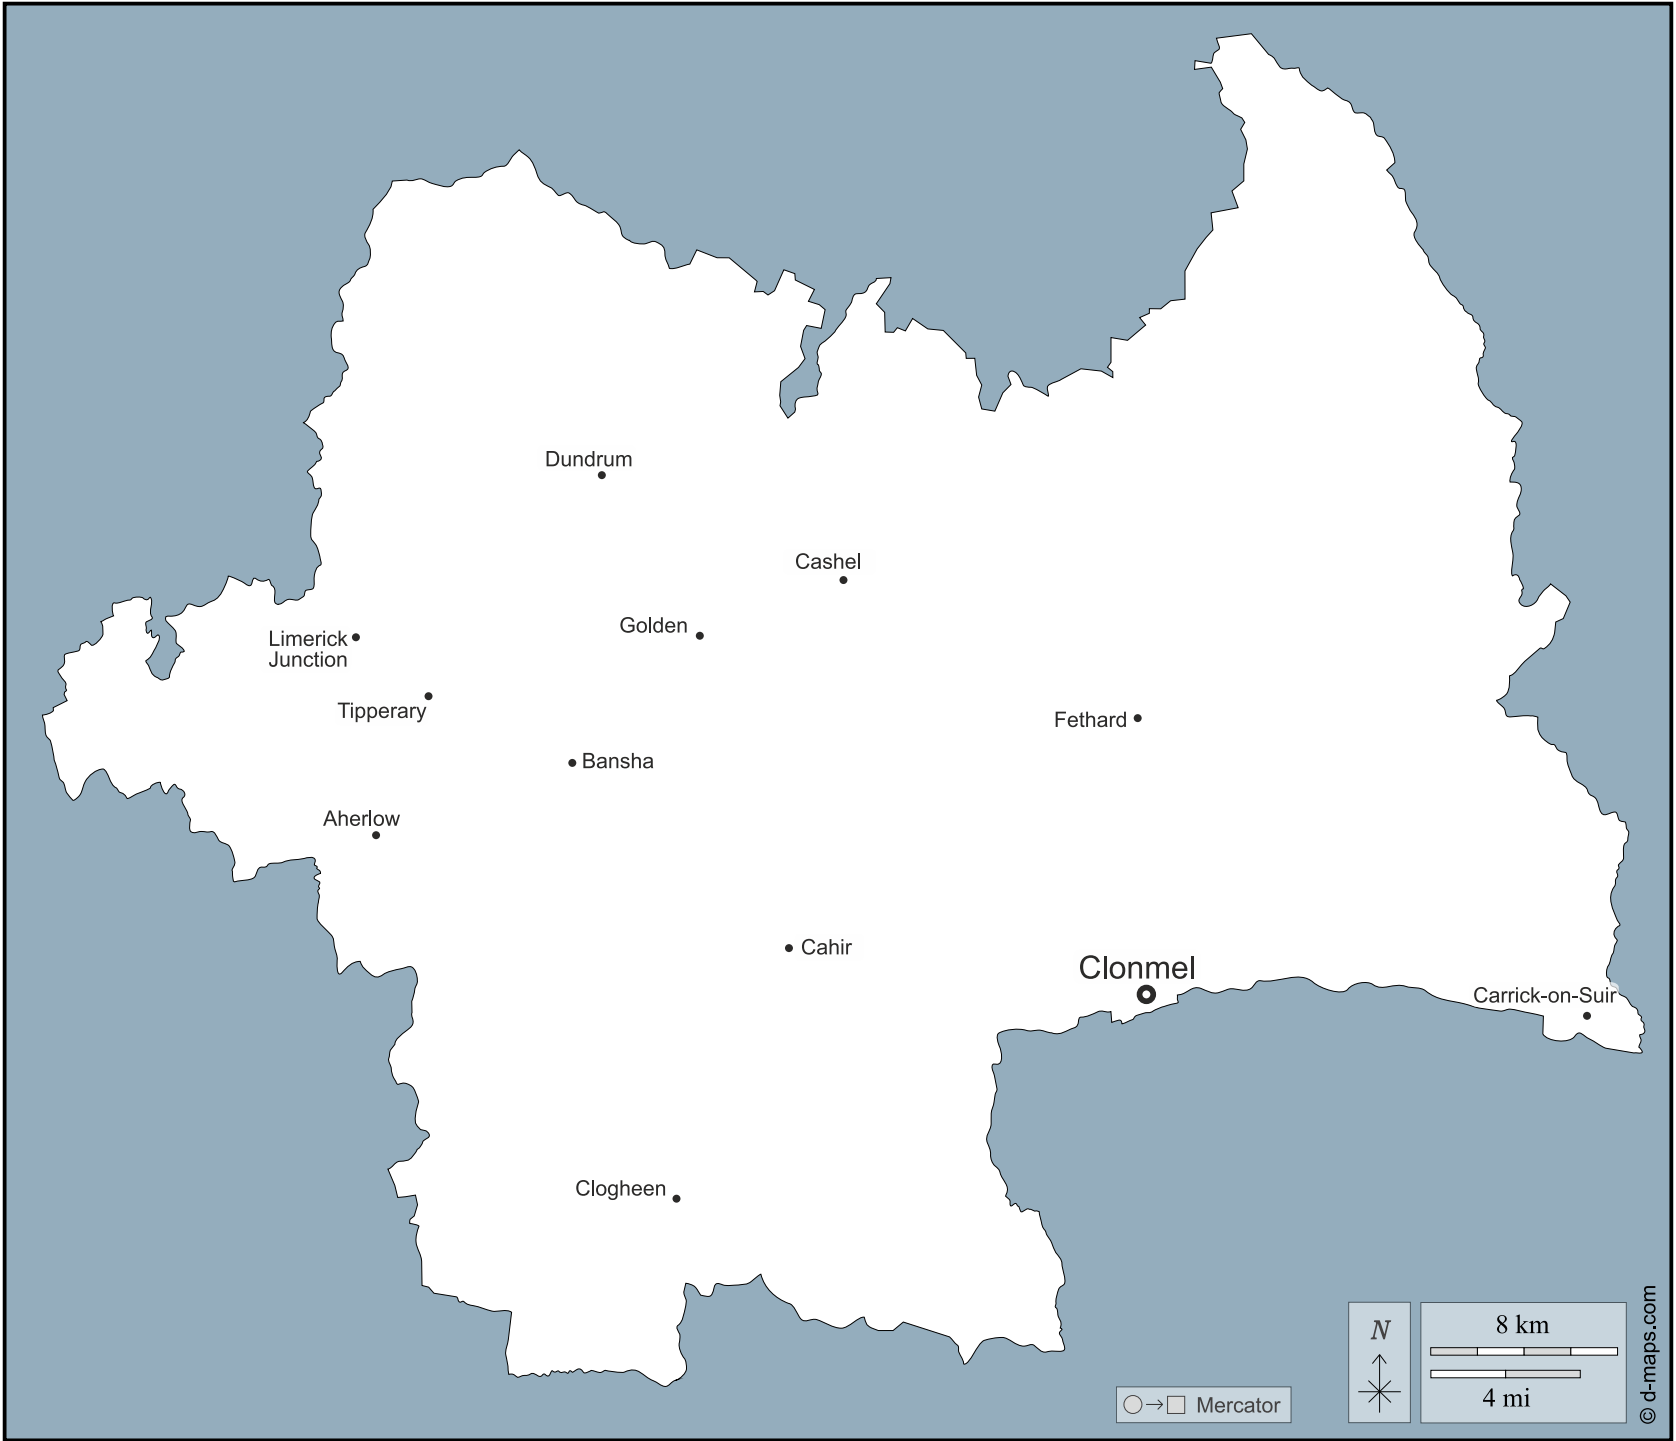 Dundrum
Cashel
Golden
Limerick
Junction
Tipperary
Fethard
Bansha
Aherlow
Cahir
Clonmel
Carrick-on-Suir
Clogheen
N
8 km
4 mi
Mercator
© d-maps.com